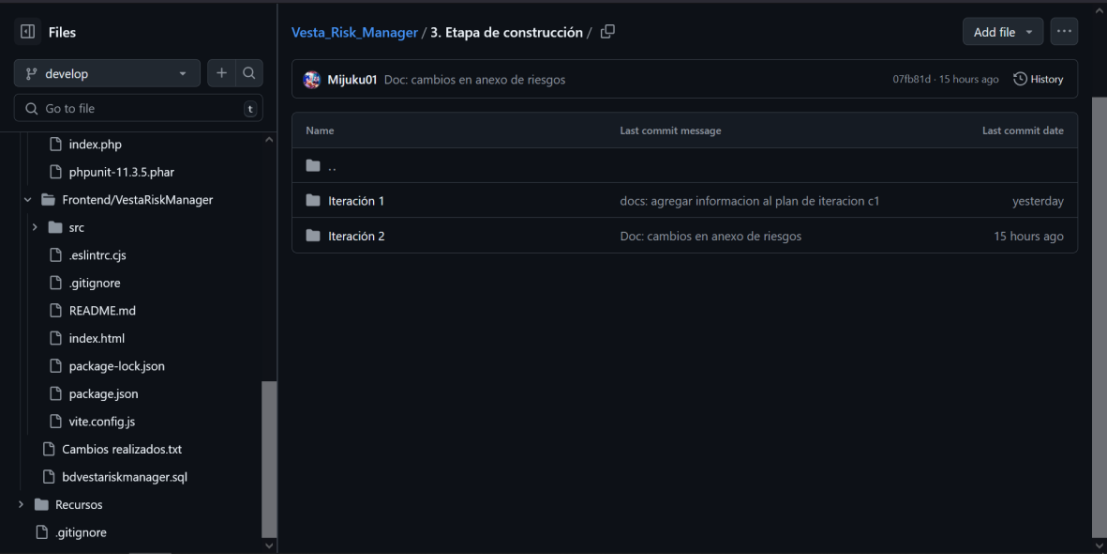 Files
develop
Go to file
t
index.php
phpunit-11.3.5.phar
Frontend/VestaRiskManager
src
.eslintrc.cjs
.gitignore
README.md
index.html
package-lock.json
package.json
vite.config.js
Cambios realizados.txt
bdvestariskmanager.sql
Recursos
.gitignore
Vesta_Risk_Manager / 3. Etapa de construcción /
Add file
Mijuku01 Doc: cambios en anexo de riesgos 07fb81d · 15 hours ago History
Name Last commit message Last commit date
..
Iteración 1 docs: agregar informacion al plan de iteracion c1 yesterday
Iteración 2 Doc: cambios en anexo de riesgos 15 hours ago